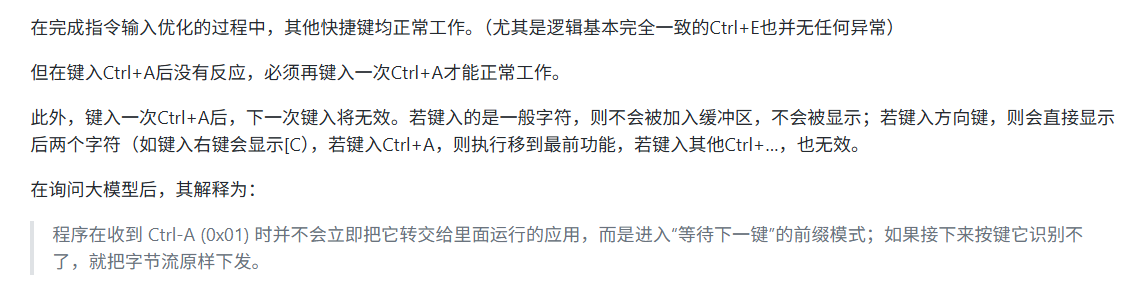 在完成指令输入优化的过程中，其他快捷键均正常工作。（尤其是逻辑基本完全一致的Ctrl+E也并无任何异常）
但在键入Ctrl+A后没有反应，必须再键入一次Ctrl+A才能正常工作。
此外，键入一次Ctrl+A后，下一次键入将无效。若键入的是一般字符，则不会被加入缓冲区，不会被显示；若键入方向键，则会直接显示
后两个字符（如键入右键会显示[C），若键入Ctrl+A，则执行移到最前功能，若键入其他Ctrl+...，也无效。
在询问大模型后，其解释为：
程序在收到 Ctrl-A (0x01) 时并不会立即把它转交给里面运行的应用，而是进入“等待下一键”的前缀模式；如果接下来按键它识别不
了，就把字节流原样下发。